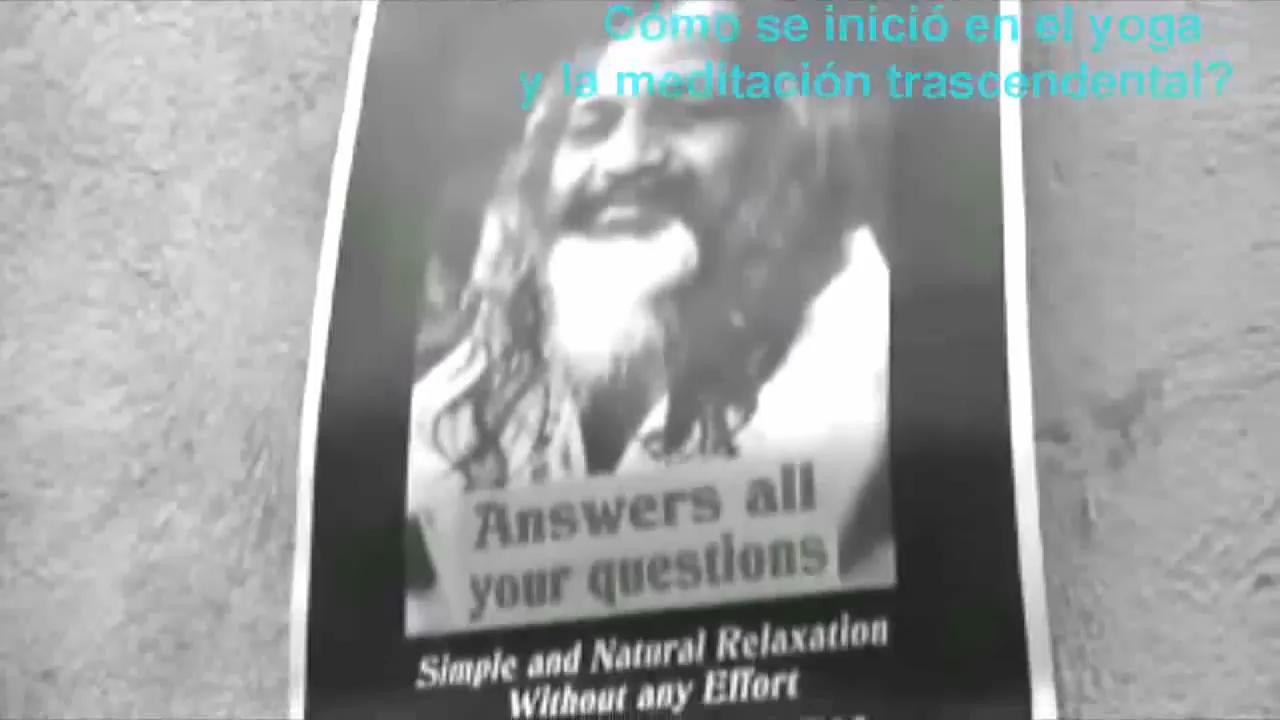 Cómo se inició en el yoga
y la meditación trascendental?
Answers all
your questions
Simple and Natural Relaxation
Without any Effort